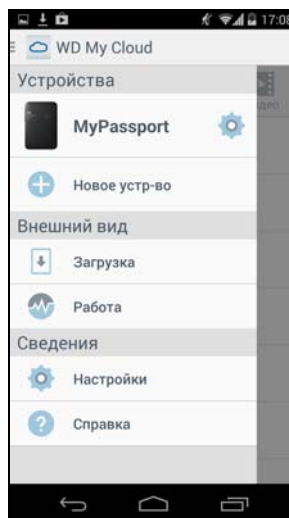 17:08
WD My Cloud
Устройства
MyPassport
Новое устр-во
Внешний вид
Загрузка
Работа
Сведения
Настройки
Справка